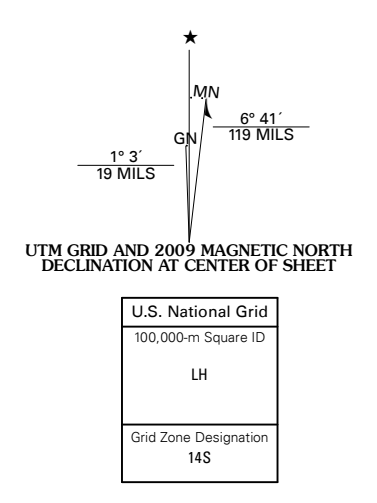 ★
MN
GN
6° 41´
119 MILS
1° 3´
19 MILS
UTM GRID AND 2009 MAGNETIC NORTH
DECLINATION AT CENTER OF SHEET
U.S. National Grid
100,000-m Square ID
LH
Grid Zone Designation
14S